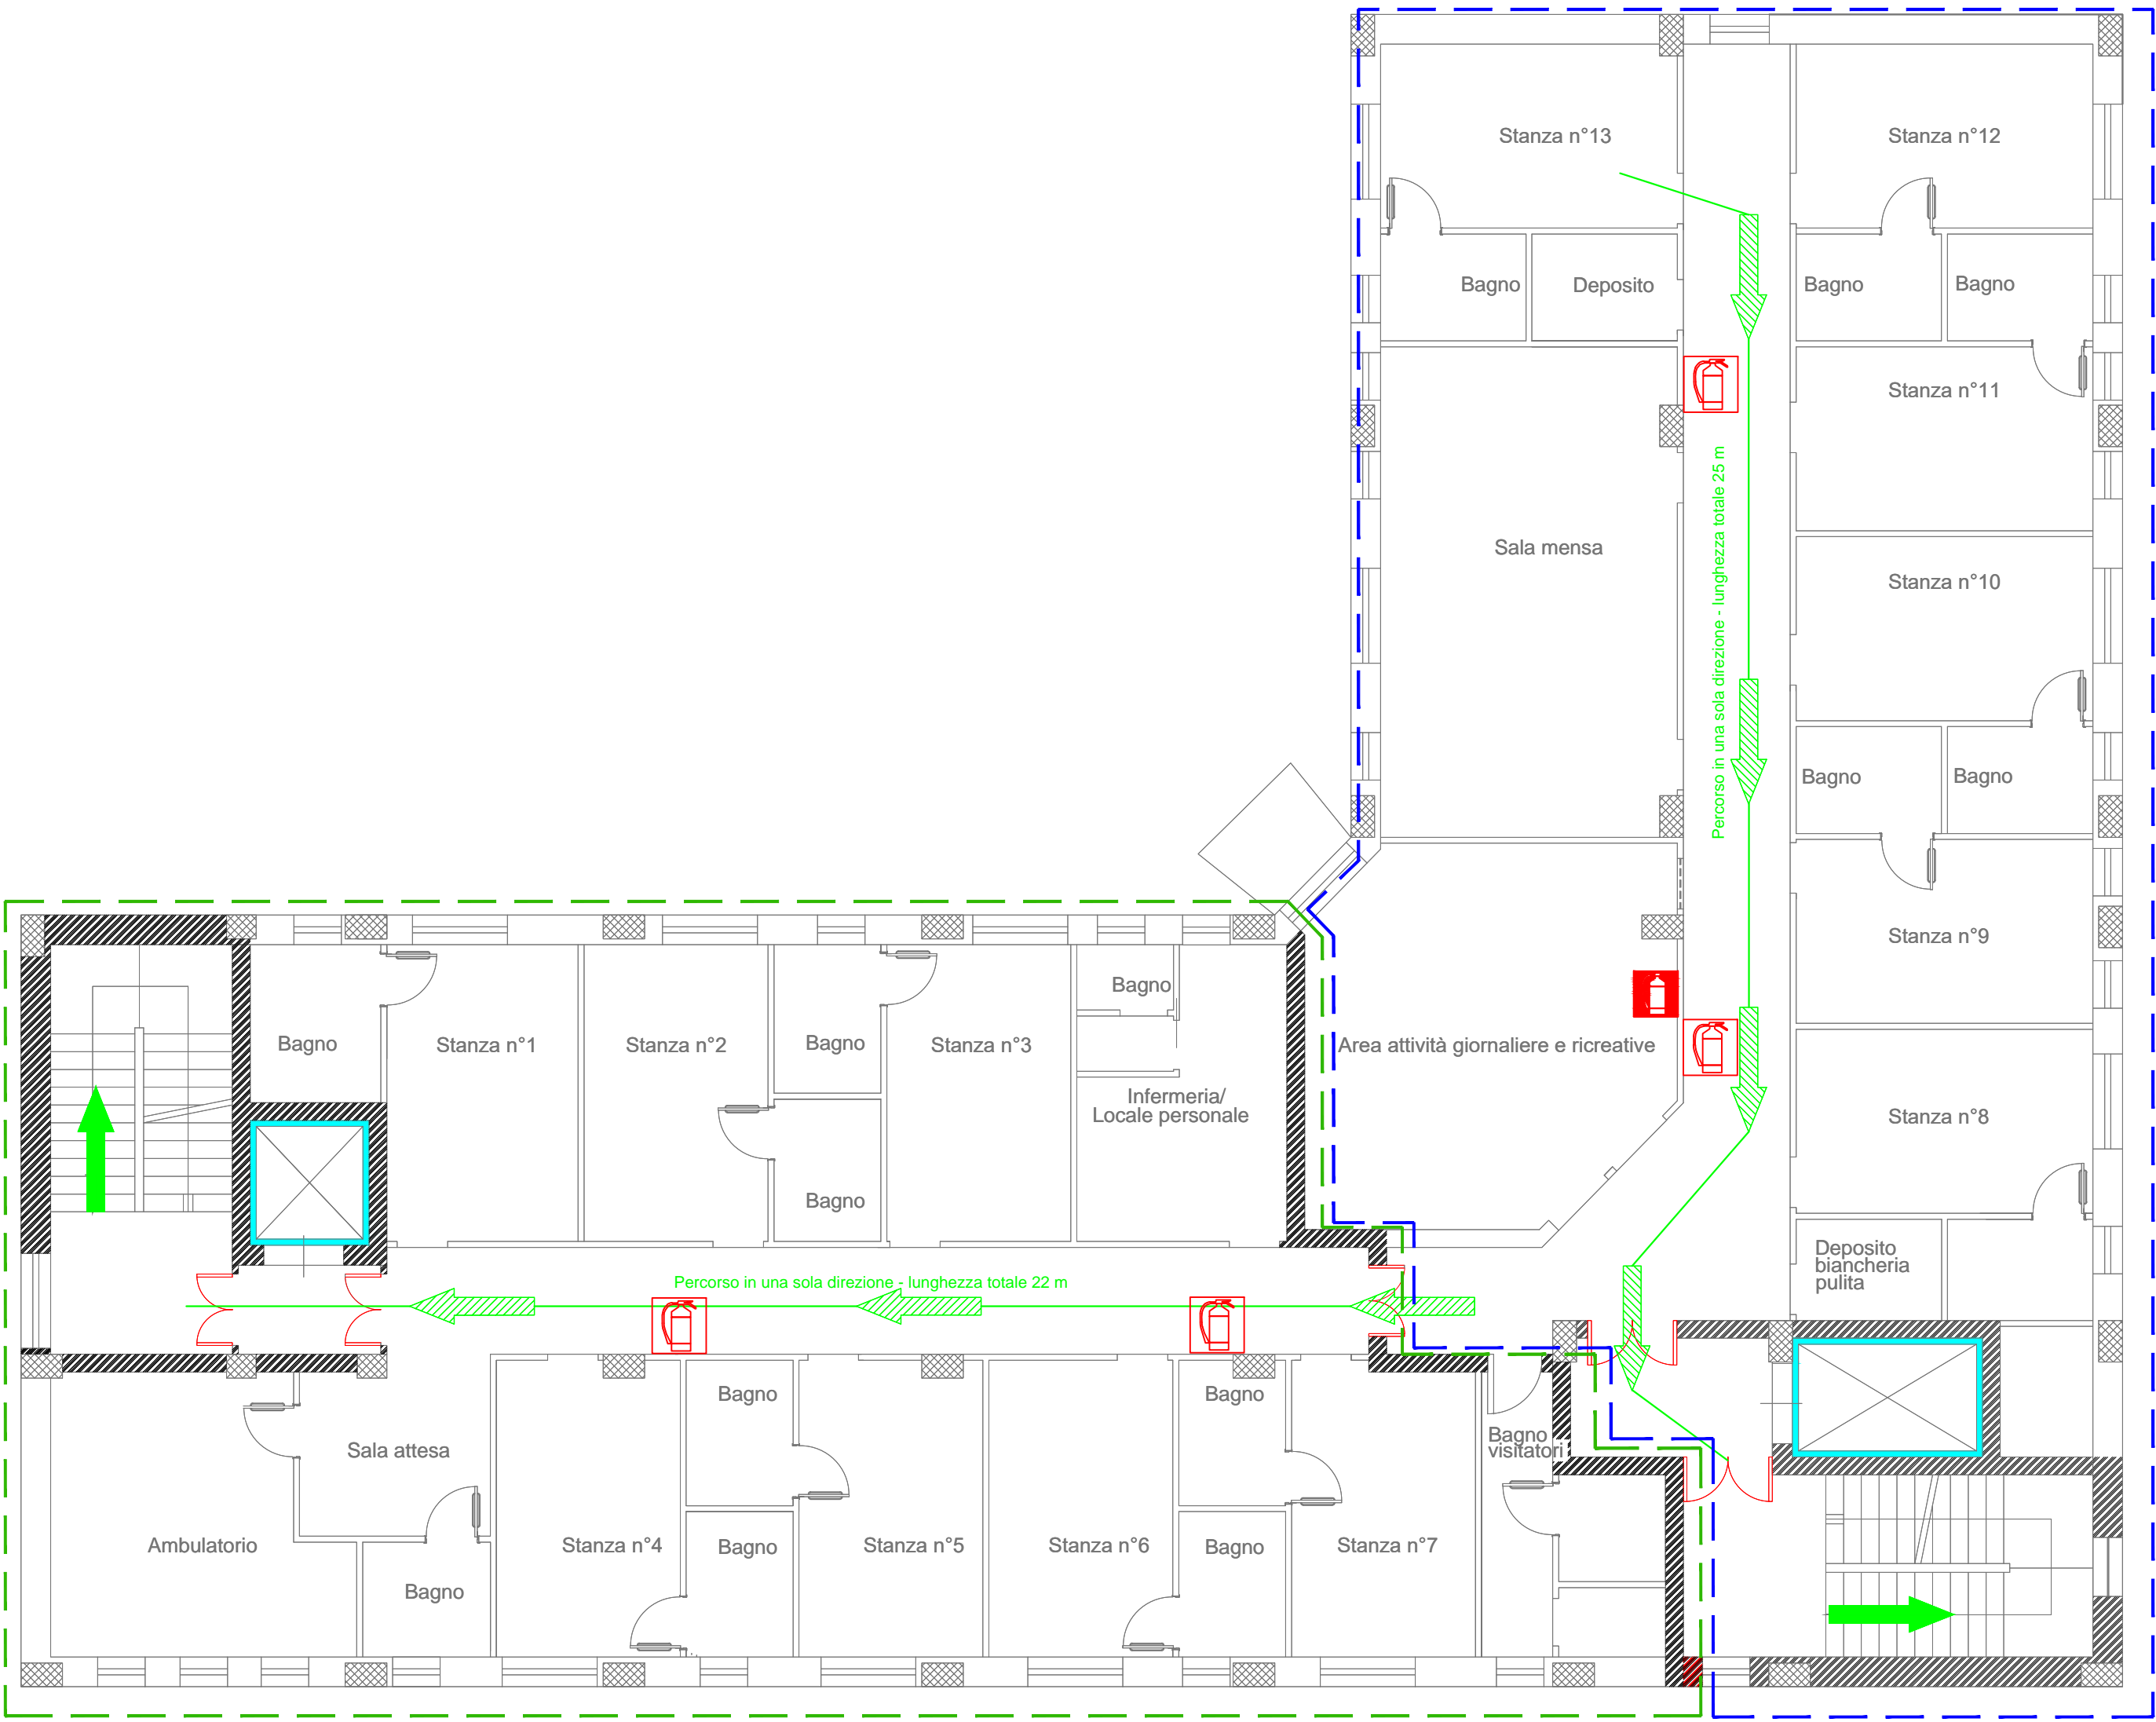 Stanza n°13
Stanza n°12
Bagno
Deposito
Bagno
Bagno
Stanza n°11
Percorso in una sola direzione - lunghezza totale 25 m
Sala mensa
Stanza n°10
Bagno
Bagno
Stanza n°9
Bagno
Bagno
Stanza n°1
Stanza n°2
Bagno
Stanza n°3
Area attività giornaliere e ricreative
Infermeria/
Locale personale
Stanza n°8
Bagno
Deposito
biancheria
pulita
Percorso in una sola direzione - lunghezza totale 22 m
Bagno
Bagno
Sala attesa
Bagno
visitatori
Ambulatorio
Stanza n°4
Bagno
Stanza n°5
Stanza n°6
Bagno
Stanza n°7
Bagno